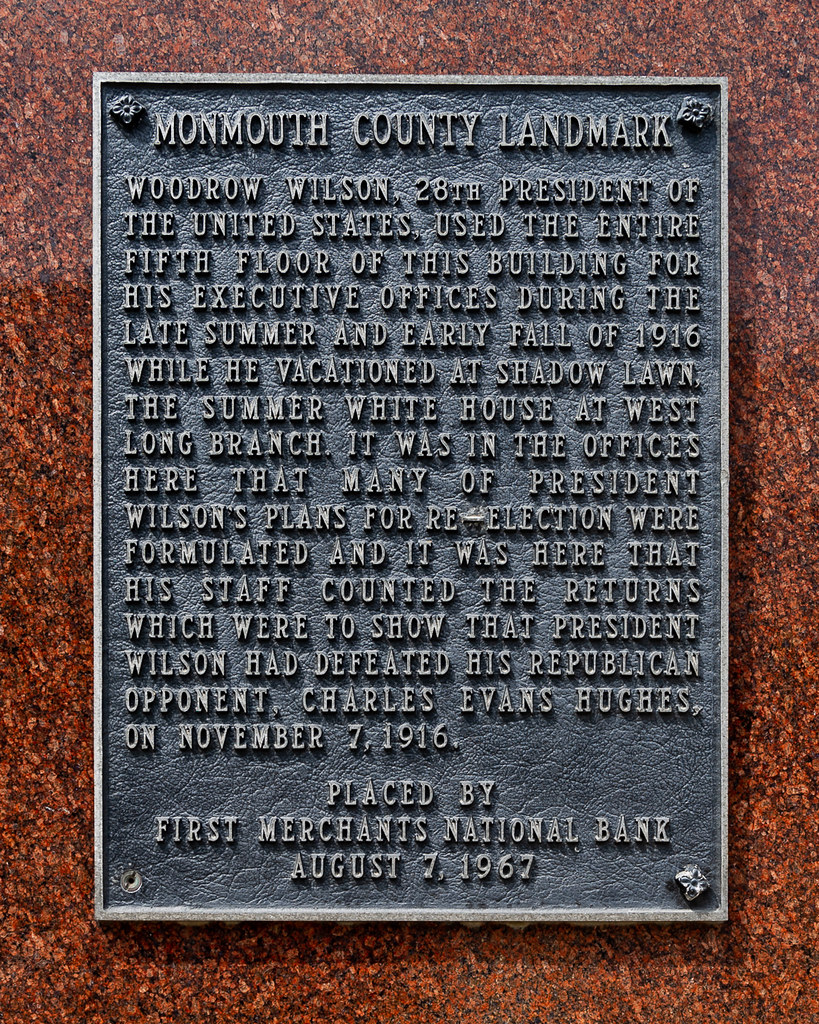 MONMOUTH COUNTY LANDMARK
WOODROW WILSON, 28TH PRESIDENT OF
THE UNITED STATES, USED THE ENTIRE
FIFTH FLOOR OF THIS BUILDING FOR
HIS EXECUTIVE OFFICES DURING THE
LATE SUMMER AND EARLY FALL OF 1916
WHILE HE VACATIONED AT SHADOW LAWN,
THE SUMMER WHITE HOUSE AT WEST
LONG BRANCH. IT WAS IN THE OFFICES
HERE THAT MANY OF PRESIDENT
WILSON'S PLANS FOR RE-ELECTION WERE
FORMULATED AND IT WAS HERE THAT
HIS STAFF COUNTED THE RETURNS
WHICH WERE TO SHOW THAT PRESIDENT
WILSON HAD DEFEATED HIS REPUBLICAN
OPPONENT, CHARLES EVANS HUGHES,
ON NOVEMBER 7, 1916.
PLACED BY
FIRST MERCHANTS NATIONAL BANK
AUGUST 7, 1967